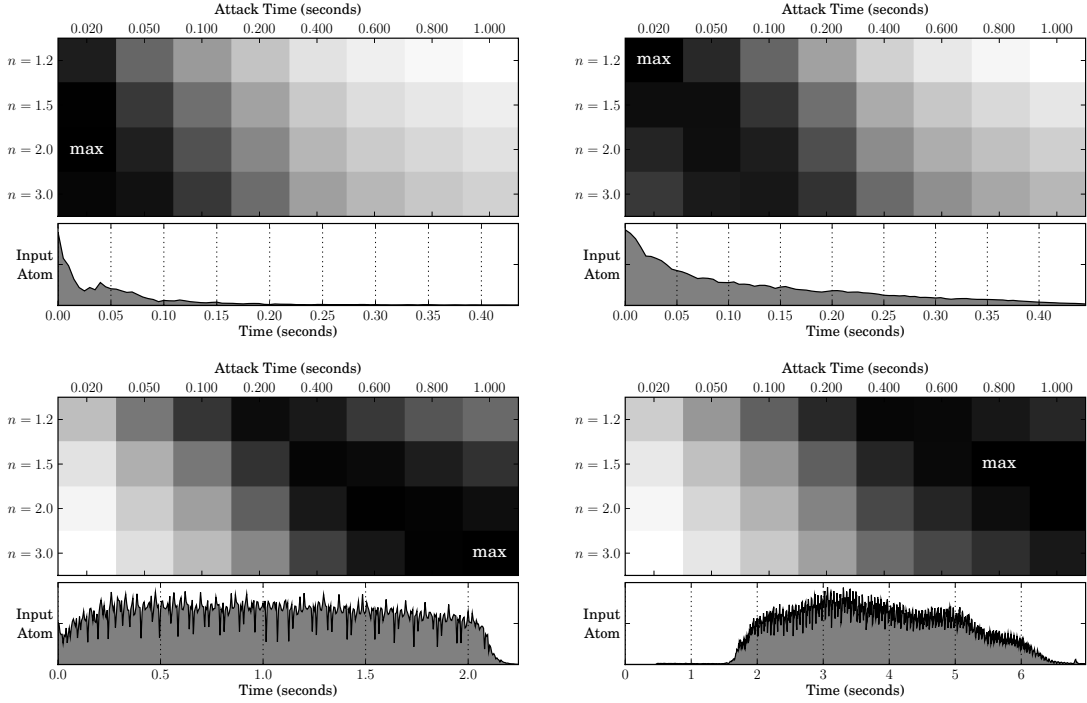 Attack Time (seconds)
0.020 0.050 0.100 0.200 0.400 0.600 0.800 1.000
n = 1.2
n = 1.5
n = 2.0
n = 3.0
max
Input
Atom
0.00 0.05 0.10 0.15 0.20 0.25 0.30 0.35 0.40
Time (seconds)
Attack Time (seconds)
0.020 0.050 0.100 0.200 0.400 0.600 0.800 1.000
n = 1.2
max
n = 1.5
n = 2.0
n = 3.0
Input
Atom
0.00 0.05 0.10 0.15 0.20 0.25 0.30 0.35 0.40
Time (seconds)
Attack Time (seconds)
0.020 0.050 0.100 0.200 0.400 0.600 0.800 1.000
n = 1.2
n = 1.5
n = 2.0
n = 3.0
max
Input
Atom
0.0 0.5 1.0 1.5 2.0
Time (seconds)
Attack Time (seconds)
0.020 0.050 0.100 0.200 0.400 0.600 0.800 1.000
n = 1.2
n = 1.5
max
n = 2.0
n = 3.0
Input
Atom
0 1 2 3 4 5 6
Time (seconds)